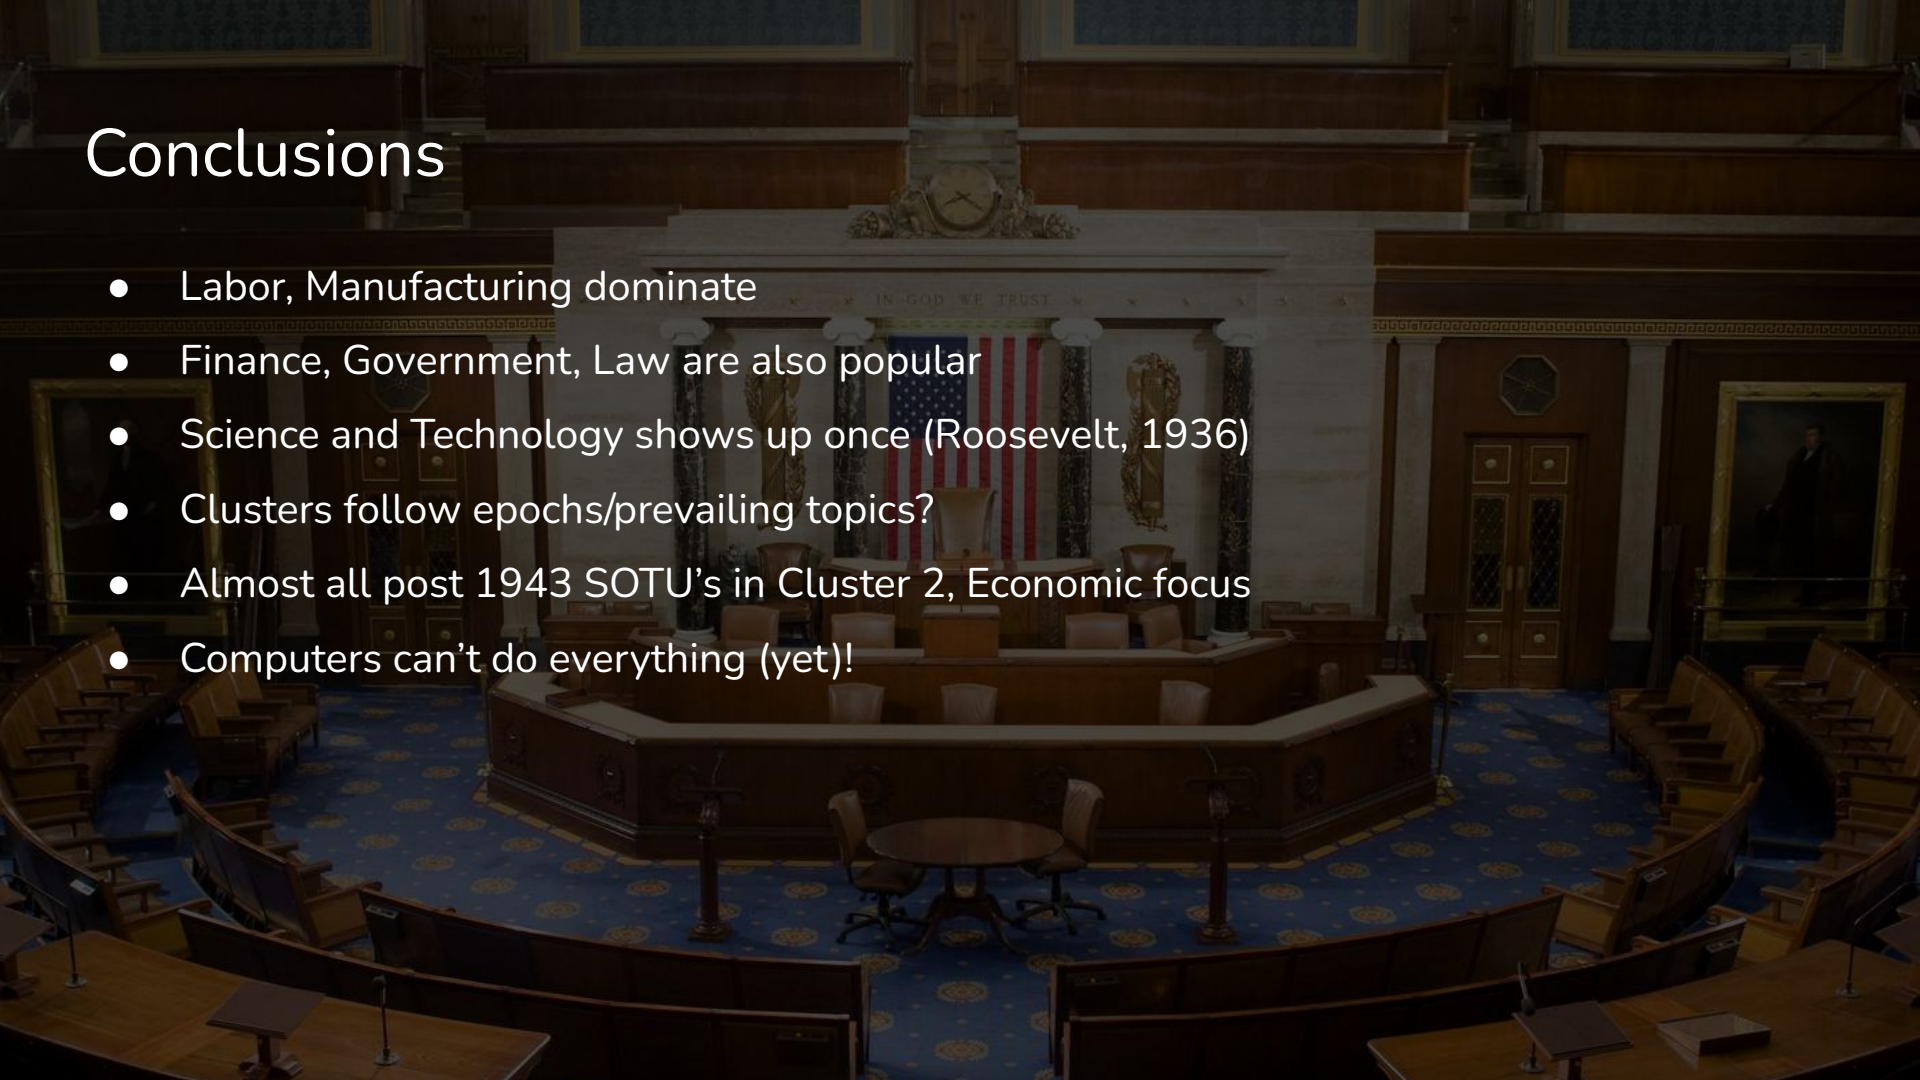 Conclusions
● Labor, Manufacturing dominate
IN GOD WE TRUST
● Finance, Government, Law are also popular
● Science and Technology shows up once (Roosevelt, 1936)
● Clusters follow epochs/prevailing topics?
● Almost all post 1943 SOTU’s in Cluster 2, Economic focus
● Computers can’t do everything (yet)!